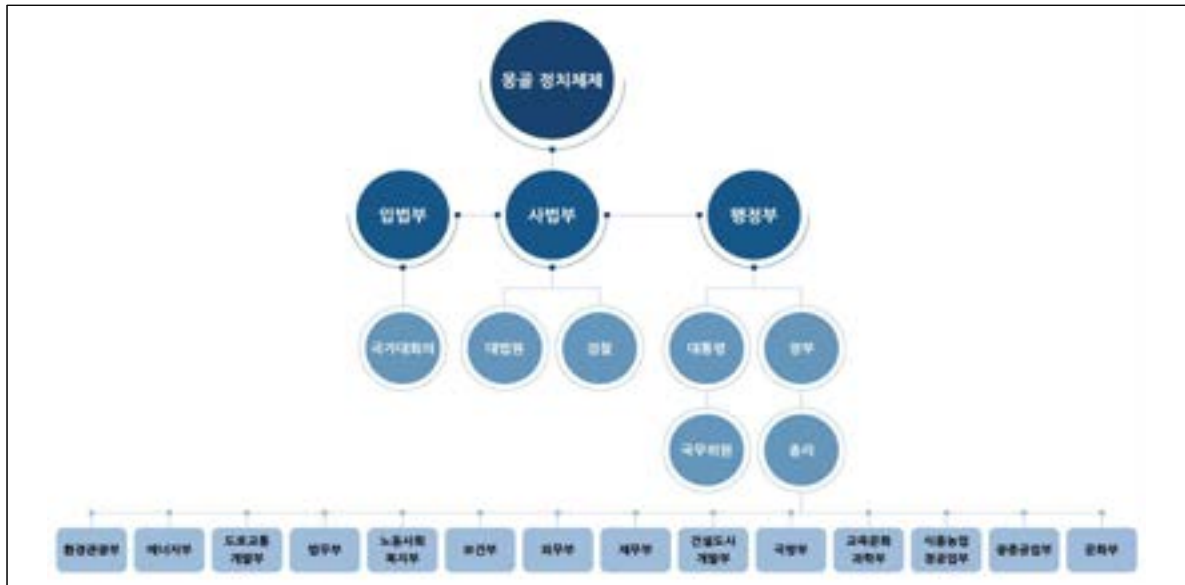 몽골 정치체제
입법부
사법부
행정부
국가대회의
대법원
검찰
대통령
정부
국무위원
총리
환경관광부
에너지부
도로교통
개발부
법무부
노동사회
복지부
보건부
외무부
재무부
건설도시
개발부
국방부
교육문화
과학부
식품농업
경공업부
광중공업부
문화부